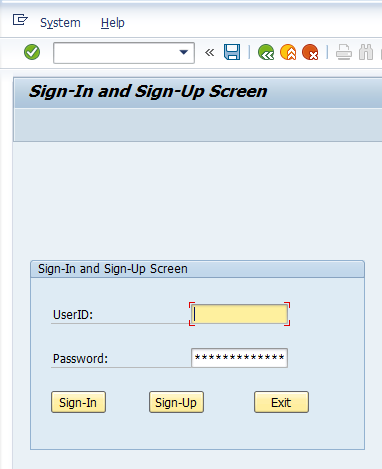 System Help
Sign-In and Sign-Up Screen
Sign-In and Sign-Up Screen
UserID:
Password: *************
Sign-In Sign-Up Exit